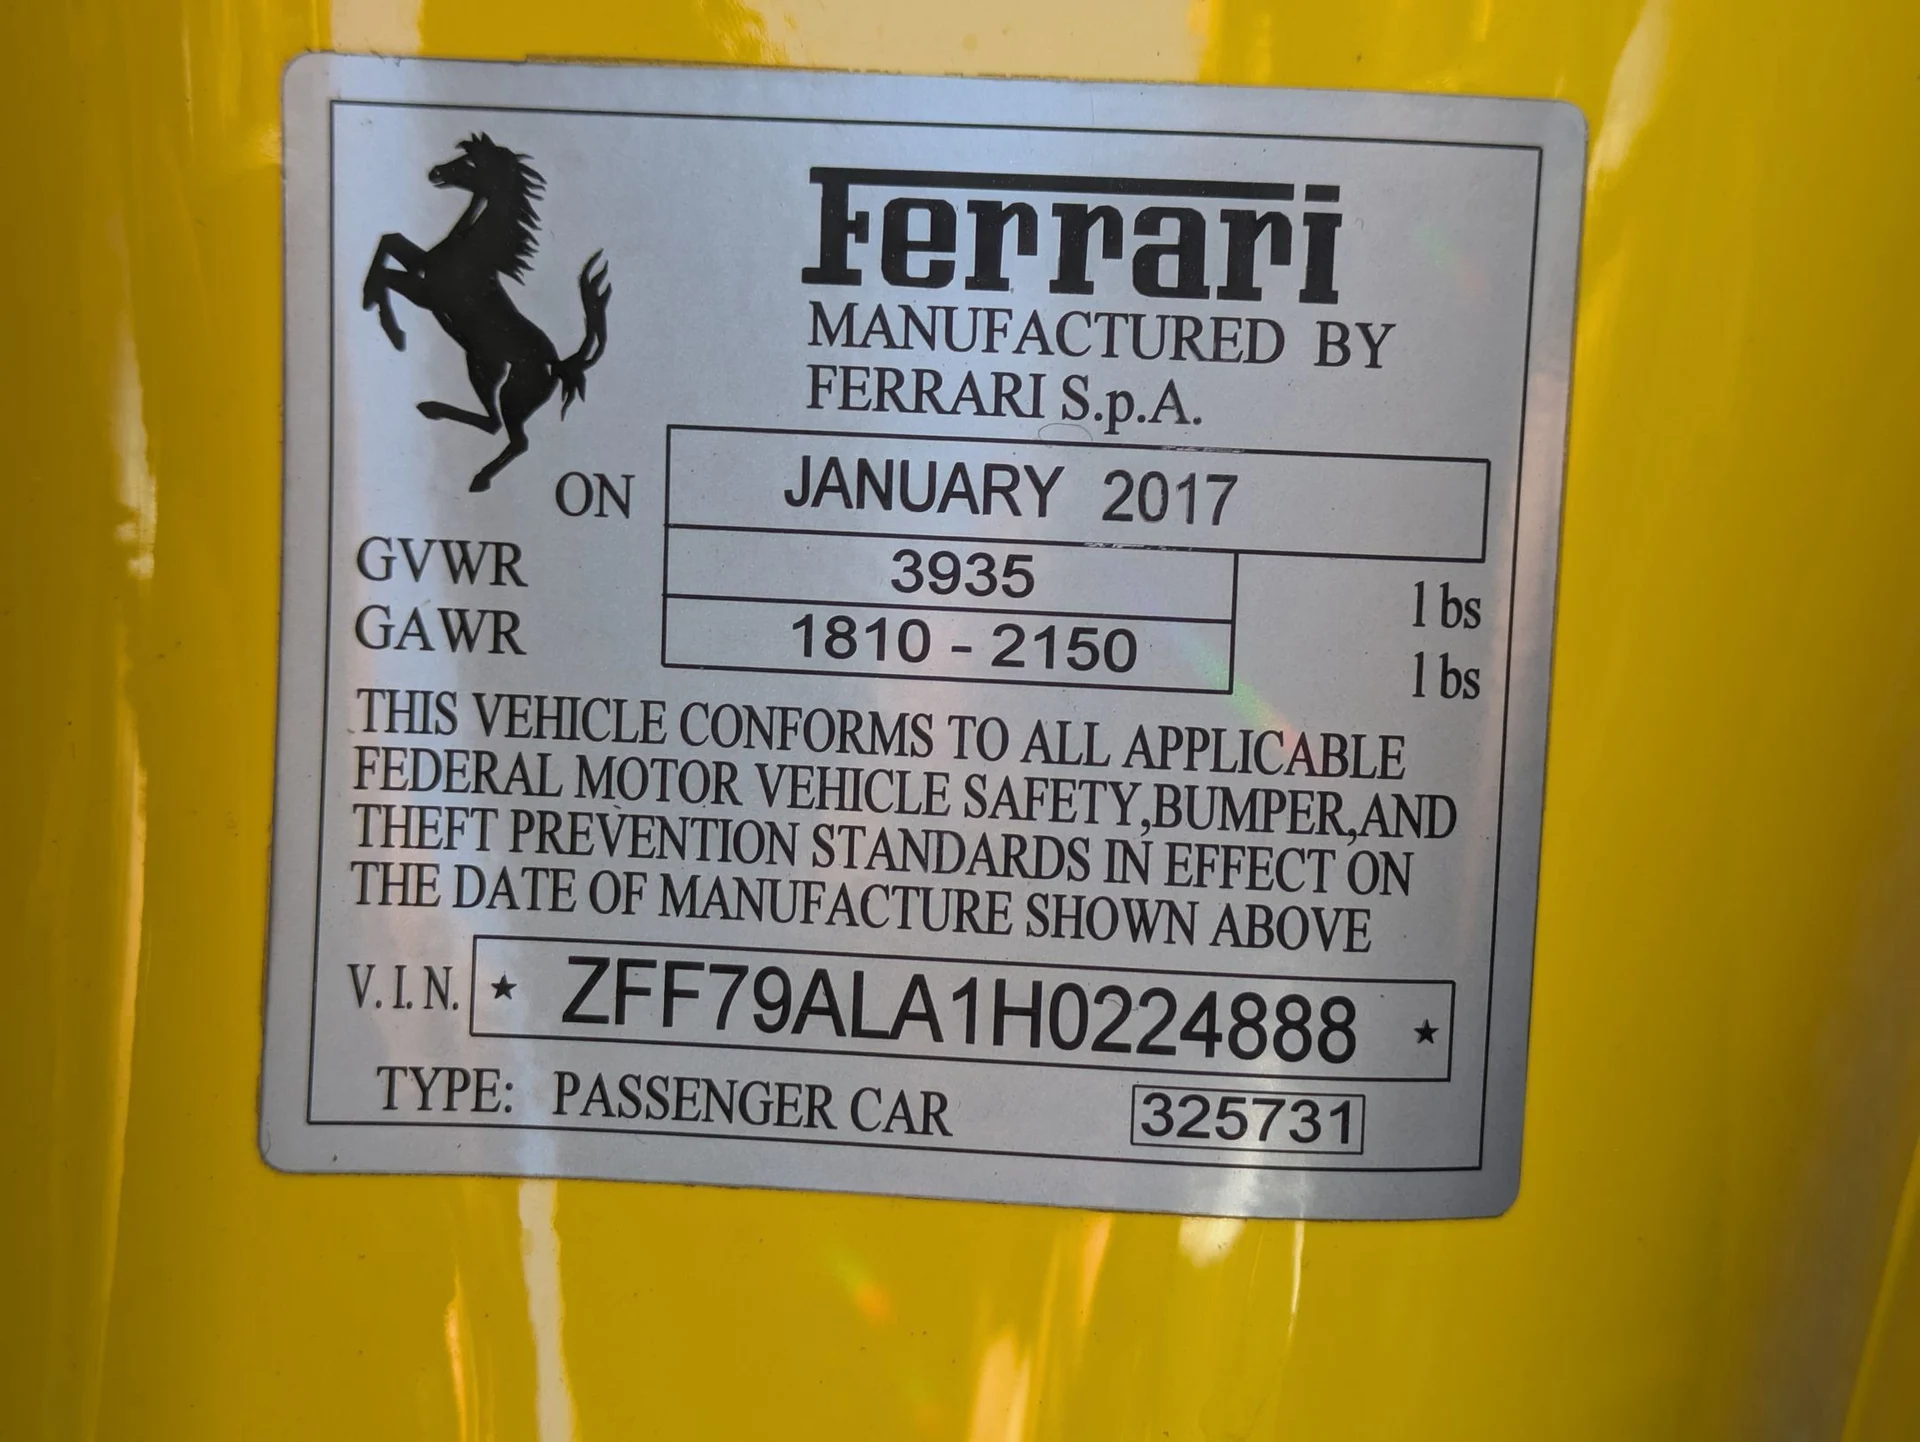 Ferrari
MANUFACTURED BY
FERRARI S.p.A.
ON JANUARY 2017
GVWR 3935 lbs
GAWR 1810 - 2150 lbs
THIS VEHICLE CONFORMS TO ALL APPLICABLE
FEDERAL MOTOR VEHICLE SAFETY,BUMPER,AND
THEFT PREVENTION STANDARDS IN EFFECT ON
THE DATE OF MANUFACTURE SHOWN ABOVE
V.I.N. ★ ZFF79ALA1H0224888 ★
TYPE: PASSENGER CAR 325731